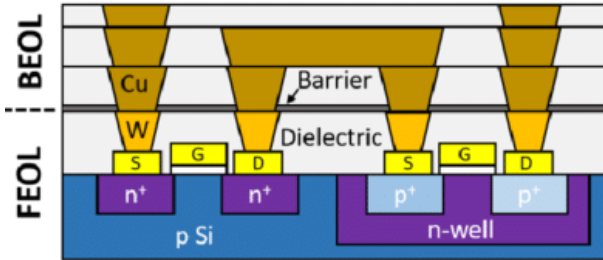 BEOL
FEOL
Cu
Barrier
W
Dielectric
S
G
D
S
G
D
n⁺
n⁺
p⁺
p⁺
p Si
n-well